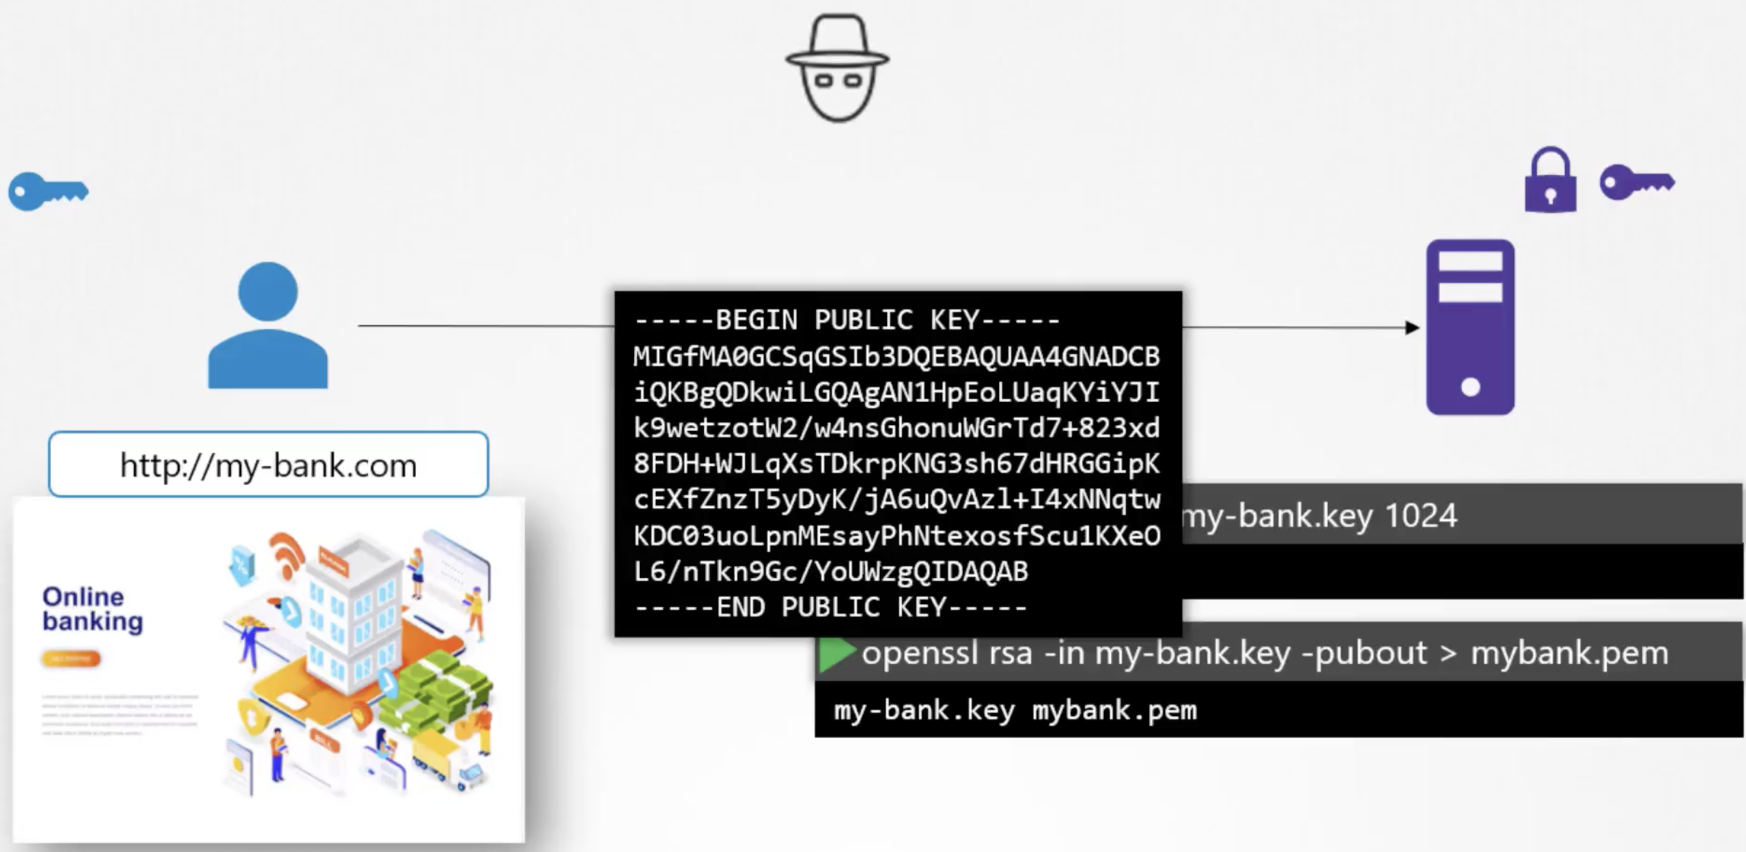 -----BEGIN PUBLIC KEY-----
MIGfMA0GCSqGSIb3DQEBAQUAA4GNADCB
iQKBgQDkwiLGQAgAN1HpEoLUaqKYiYJI
k9wetzotW2/w4nsGhonuWGrTd7+823xd
8FDH+WJLqXsTDkrpKNG3sh67dHRGGipK
cEXfZnzT5yDyK/jA6uQvAzl+I4xNNqtw
KDC03uoLpnMEsayPhNtexosfScu1KXeO
L6/nTkn9Gc/YoUWzgQIDAQAB
-----END PUBLIC KEY-----
http://my-bank.com
my-bank.key 1024
openssl rsa -in my-bank.key -pubout > mybank.pem
my-bank.key mybank.pem
Online
banking
BILL